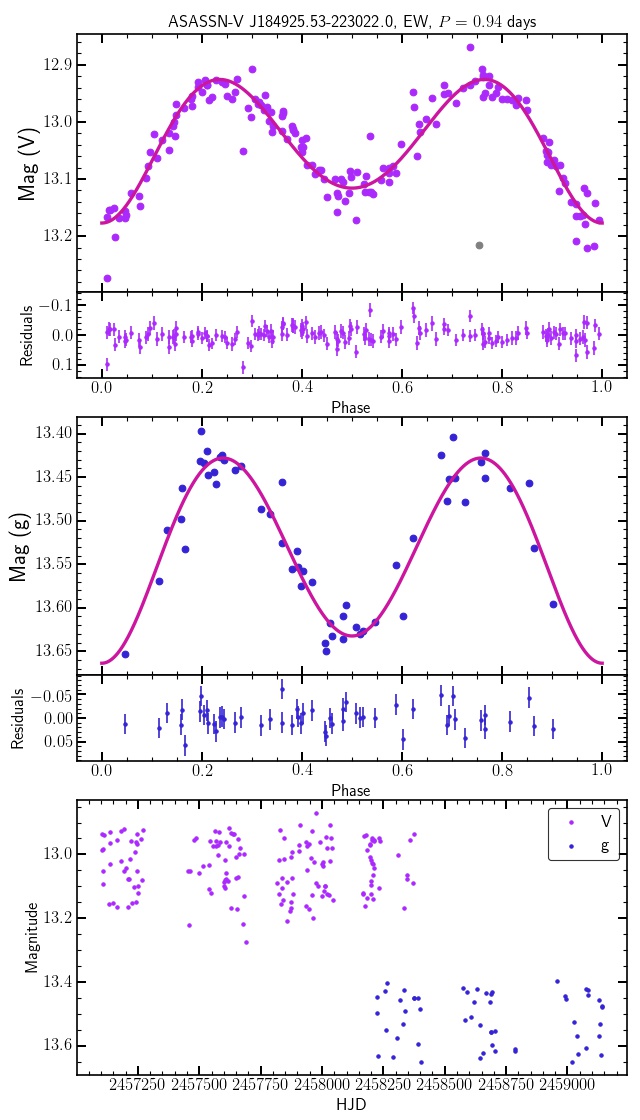 ASASSN-V J184925.53-223022.0, EW, P = 0.94 days
12.9
13.0
13.1
13.2
Mag (V)
−0.1
0.0
0.1
Residuals
0.0 0.2 0.4 0.6 0.8 1.0
Phase
13.40
13.45
13.50
13.55
13.60
13.65
Mag (g)
−0.05
0.00
0.05
Residuals
0.0 0.2 0.4 0.6 0.8 1.0
Phase
V
g
13.0
13.2
13.4
13.6
Magnitude
2457250 2457500 2457750 2458000 2458250 2458500 2458750 2459000
HJD